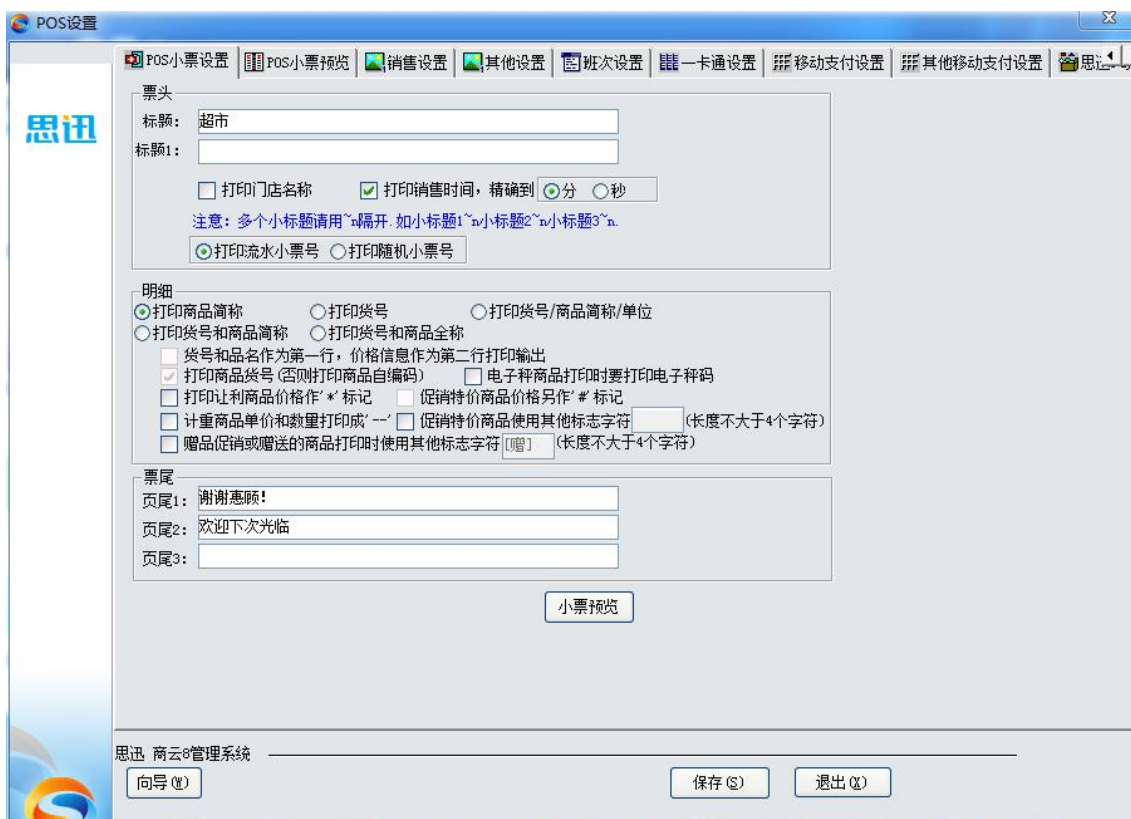 POS设置
POS小票设置 POS小票预览 销售设置 其他设置 班次设置 一卡通设置 移动支付设置 其他移动支付设置 思迅
思迅
票头
标题: 超市
标题1:
打印门店名称 打印销售时间,精确到 分 秒
注意: 多个小标题请用~n隔开.如小标题1~n小标题2~n小标题3~n.
打印流水小票号 打印随机小票号
明细
打印商品简称 打印货号 打印货号/商品简称/单位
打印货号和商品简称 打印货号和商品全称
货号和品名作为第一行,价格信息作为第二行打印输出
打印商品货号(否则打印商品自编码) 电子秤商品打印时要打印电子秤码
打印让利商品价格作'*'标记 促销特价商品价格另作'#'标记
计重商品单价和数量打印成'--' 促销特价商品使用其他标志字符 (长度不大于4个字符)
赠品促销或赠送的商品打印时使用其他标志字符 [赠] (长度不大于4个字符)
票尾
页尾1: 谢谢惠顾!
页尾2: 欢迎下次光临
页尾3:
小票预览
思迅 商云8管理系统
向导(W) 保存(S) 退出(X)